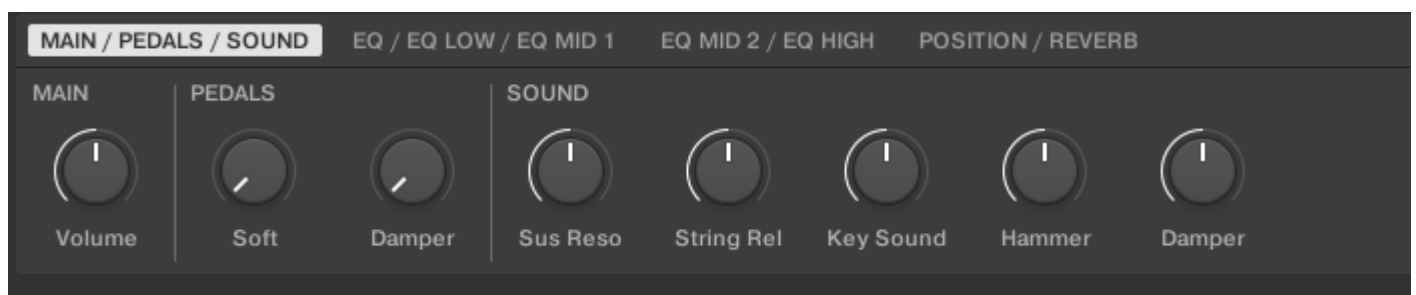 MAIN / PEDALS / SOUND EQ / EQ LOW / EQ MID 1 EQ MID 2 / EQ HIGH POSITION / REVERB
MAIN PEDALS SOUND
Volume Soft Damper Sus Reso String Rel Key Sound Hammer Damper